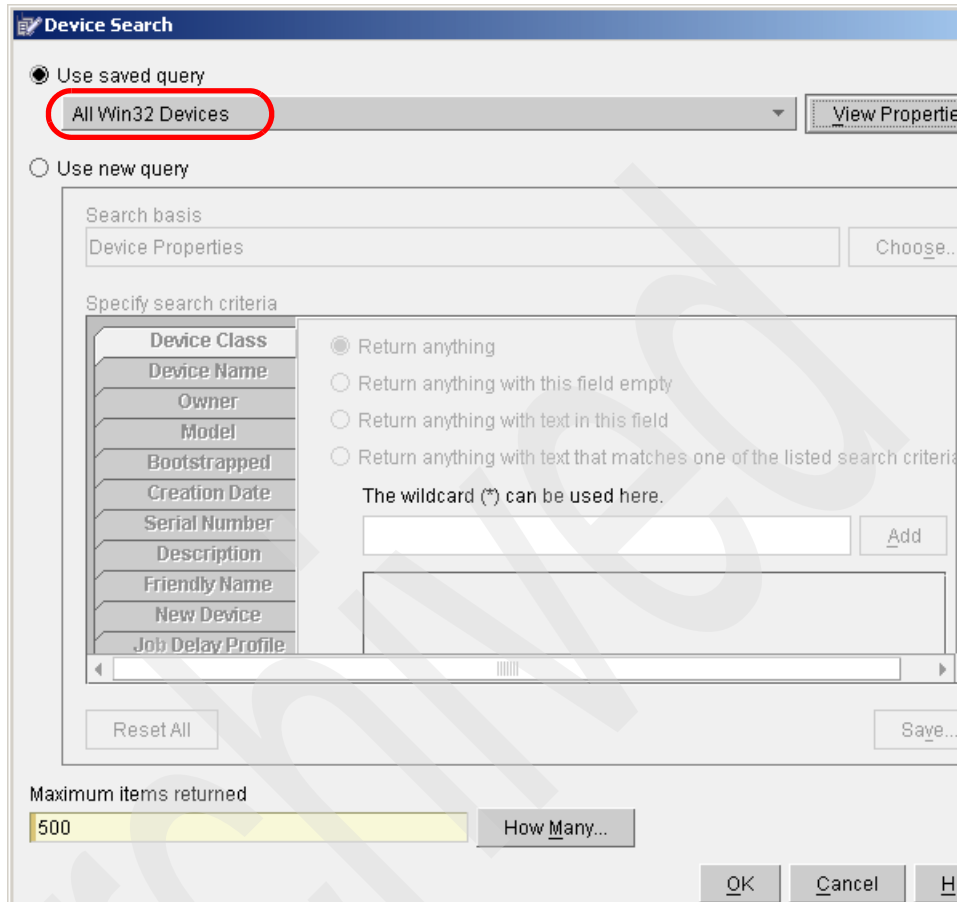 Device Search
Use saved query
All Win32 Devices
View Propertie
Use new query
Search basis
Device Properties
Choose..
Specify search criteria
Device Class
Device Name
Owner
Model
Bootstrapped
Creation Date
Serial Number
Description
Friendly Name
New Device
Job Delay Profile
Return anything
Return anything with this field empty
Return anything with text in this field
Return anything with text that matches one of the listed search criteria
The wildcard (*) can be used here.
Add
Reset All
Save...
Maximum items returned
500
How Many...
OK
Cancel
H
rchived